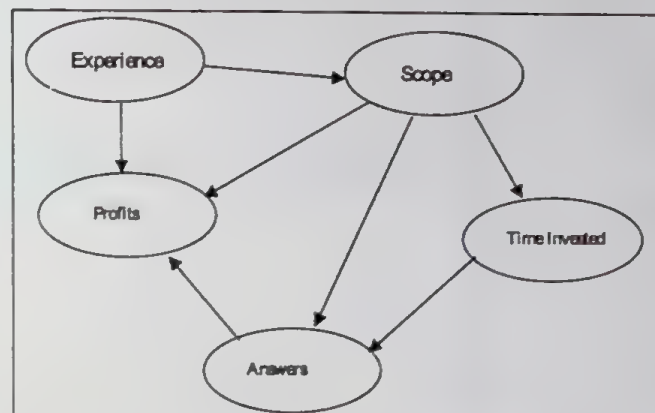 Experience
Scope
Profits
Time Invested
Answers